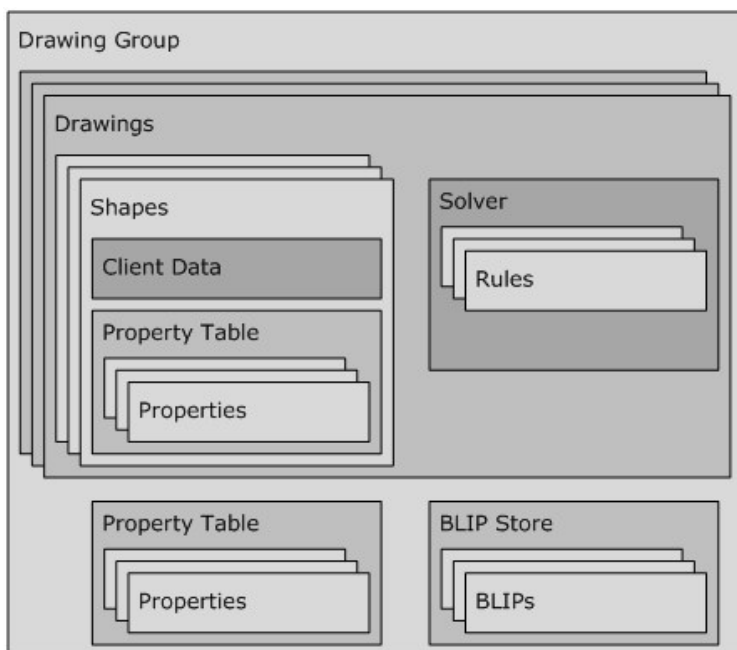 Drawing Group
Drawings
Shapes
Client Data
Property Table
Properties
Solver
Rules
Property Table
Properties
BLIP Store
BLIPs